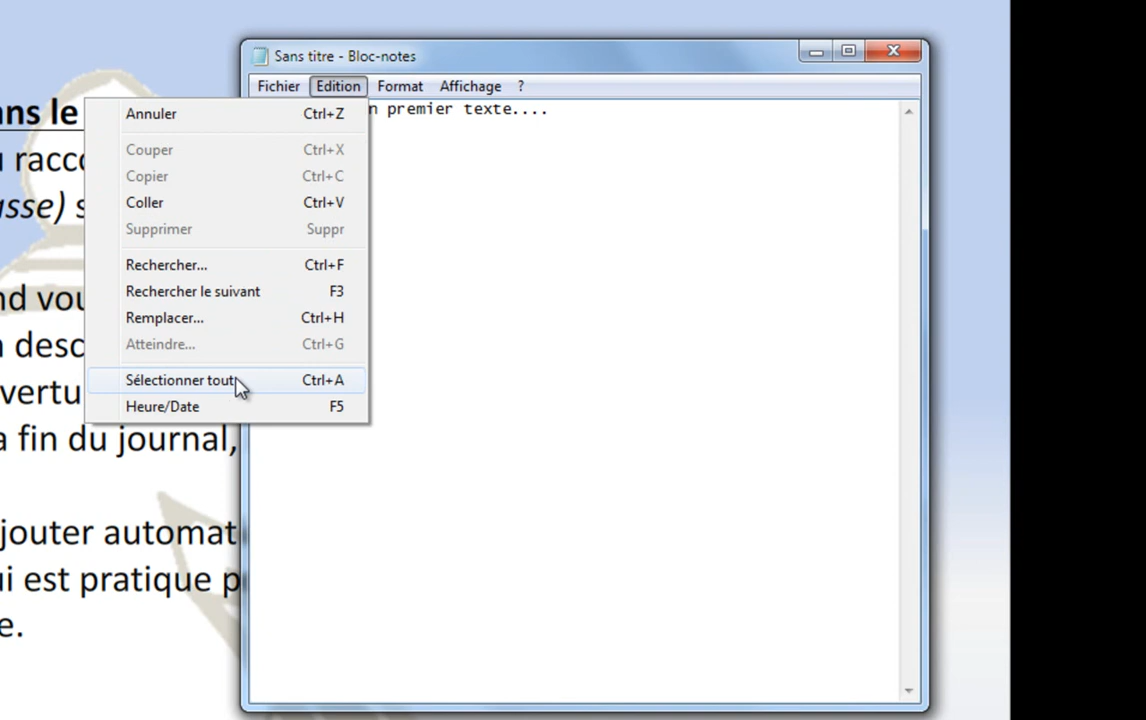 Sans titre - Bloc-notes
Fichier Edition Format Affichage ?
n premier texte....
Annuler Ctrl+Z
Couper Ctrl+X
Copier Ctrl+C
Coller Ctrl+V
Supprimer Suppr
Rechercher... Ctrl+F
Rechercher le suivant F3
Remplacer... Ctrl+H
Atteindre... Ctrl+G
Sélectionner tout Ctrl+A
Heure/Date F5
ans le
u racc
asse) s
nd vou
n desc
vertu
a fin du journal,
jouter automat
ui est pratique p
e.